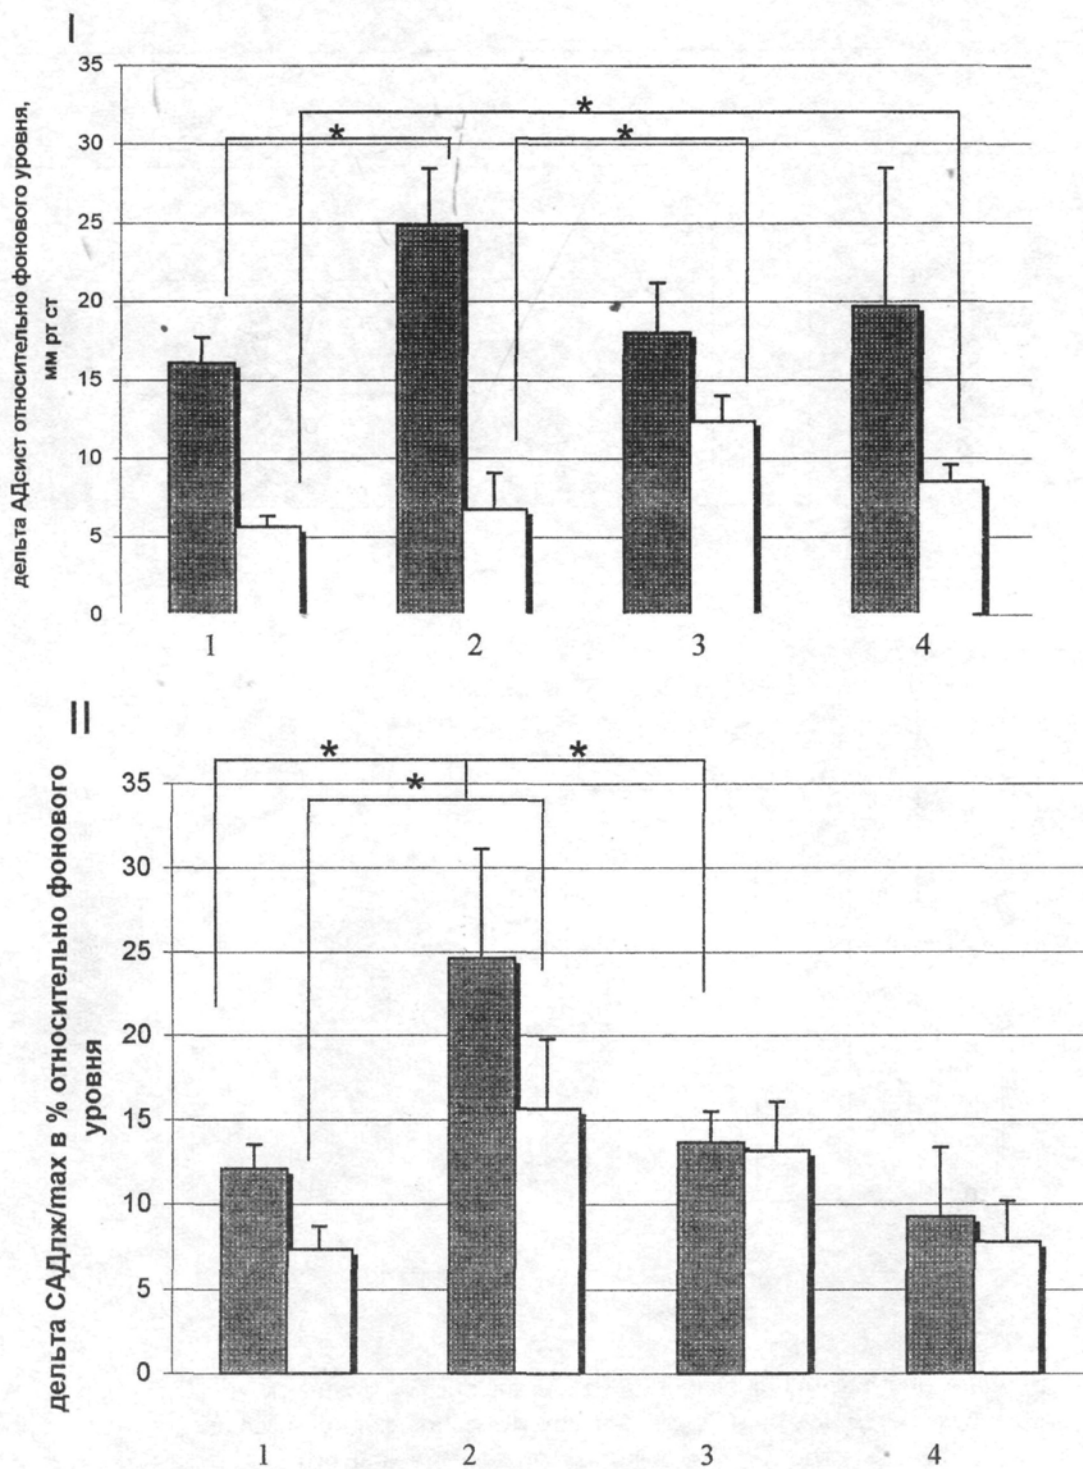 I
дельта АДсист относительно фонового уровня,
мм рт ст
35
30
25
20
15
10
5
0
*
*
*
1 2 3 4
II
дельта САДлж/max в % относительно фонового
уровня
35
30
25
20
15
10
5
0
*
*
*
1 2 3 4